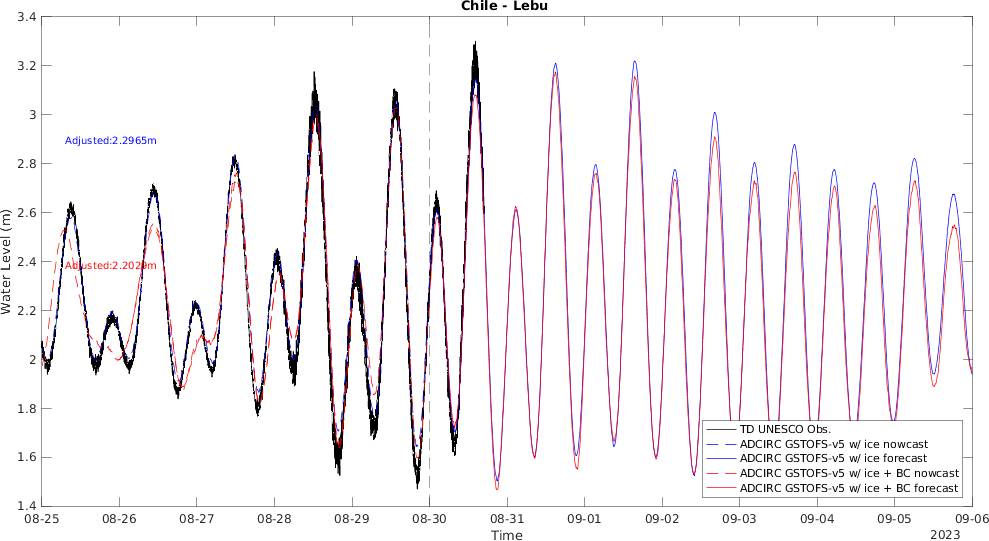 Chile - Lebu
3.4
3.2
3
2.8
2.6
2.4
2.2
2
1.8
1.6
1.4
Water Level (m)
Adjusted:2.2965m
Adjusted:2.2029m
TD UNESCO Obs.
ADCIRC GSTOFS-v5 w/ ice nowcast
ADCIRC GSTOFS-v5 w/ ice forecast
ADCIRC GSTOFS-v5 w/ ice + BC nowcast
ADCIRC GSTOFS-v5 w/ ice + BC forecast
08-25 08-26 08-27 08-28 08-29 08-30 08-31 09-01 09-02 09-03 09-04 09-05 09-06
Time 2023